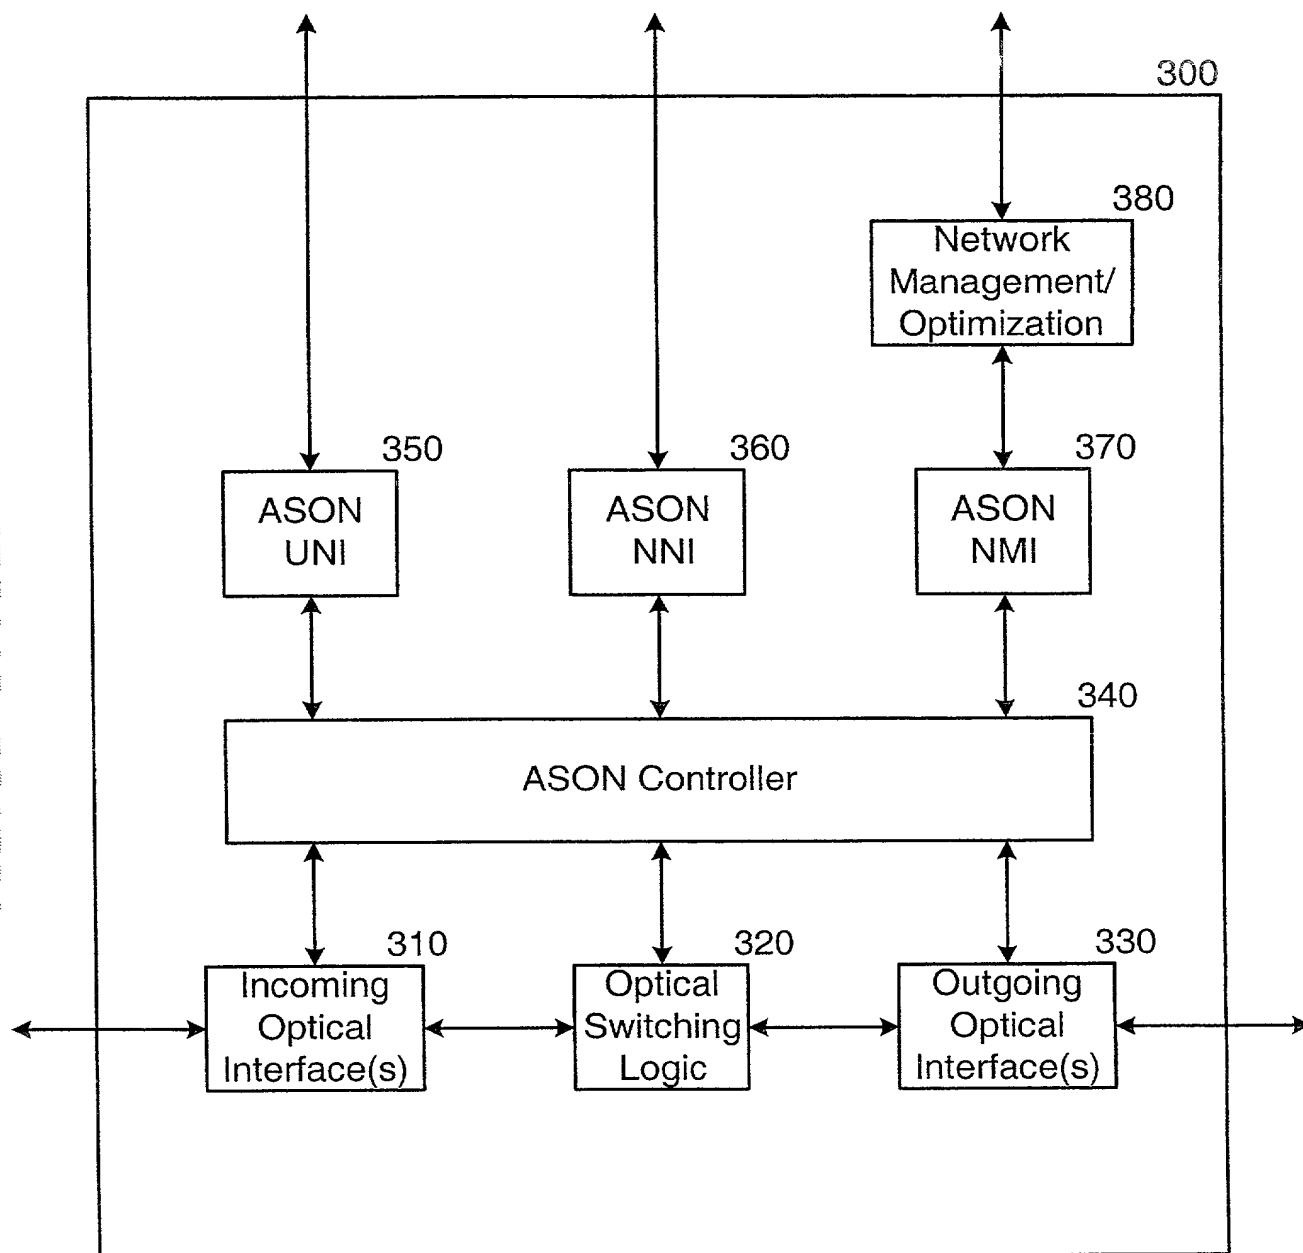 300
380
Network
Management/
Optimization
350
360
370
ASON
UNI
ASON
NNI
ASON
NMI
340
ASON Controller
310
320
330
Incoming
Optical
Interface(s)
Optical
Switching
Logic
Outgoing
Optical
Interface(s)